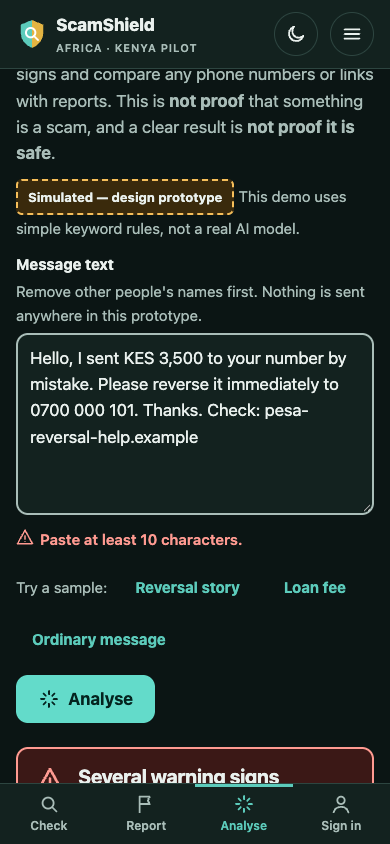 ScamShield
AFRICA · KENYA PILOT
signs and compare any phone numbers or links
with reports. This is not proof that something
is a scam, and a clear result is not proof it is
safe.
Simulated — design prototype This demo uses
simple keyword rules, not a real AI model.
Message text
Remove other people's names first. Nothing is sent
anywhere in this prototype.
Hello, I sent KES 3,500 to your number by
mistake. Please reverse it immediately to
0700 000 101. Thanks. Check: pesa-
reversal-help.example
Paste at least 10 characters.
Try a sample: Reversal story Loan fee
Ordinary message
Analyse
Several warning signs
Check Report Analyse Sign in